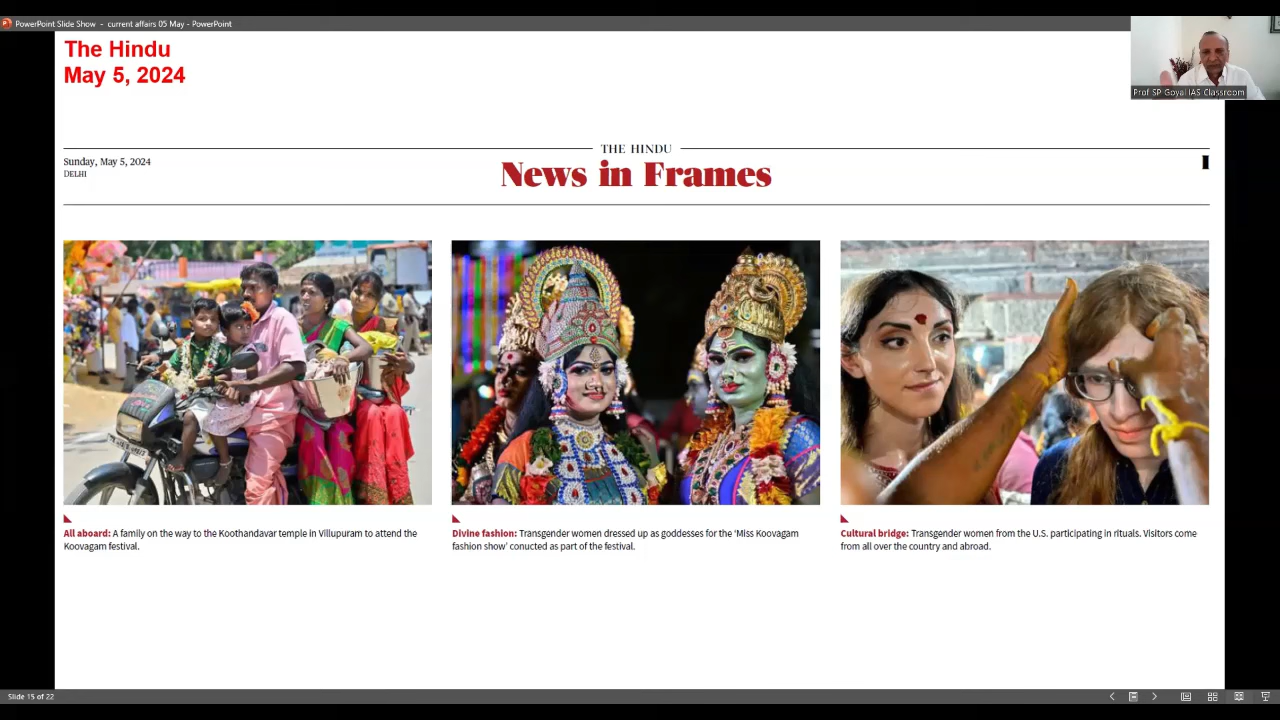 PowerPoint Slide Show - current affairs 05 May - PowerPoint
The Hindu
May 5, 2024
Prof SP Goyal IAS Classroom
THE HINDU
Sunday, May 5, 2024
DELHI
News in Frames
All aboard: A family on the way to the Koothandavar temple in Villupuram to attend the
Koovagam festival.
Divine fashion: Transgender women dressed up as goddesses for the ‘Miss Koovagam
fashion show’ conucted as part of the festival.
Cultural bridge: Transgender women from the U.S. participating in rituals. Visitors come
from all over the country and abroad.
Slide 15 of 22